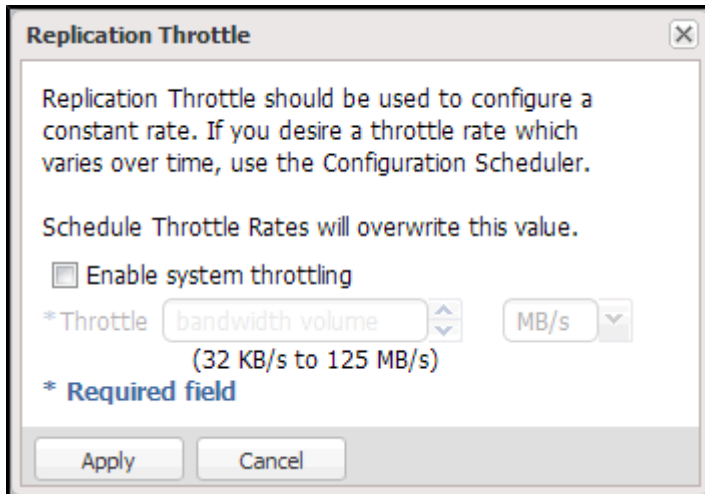 Replication Throttle
Replication Throttle should be used to configure a
constant rate. If you desire a throttle rate which
varies over time, use the Configuration Scheduler.
Schedule Throttle Rates will overwrite this value.
Enable system throttling
* Throttle bandwidth volume MB/s
(32 KB/s to 125 MB/s)
* Required field
Apply Cancel